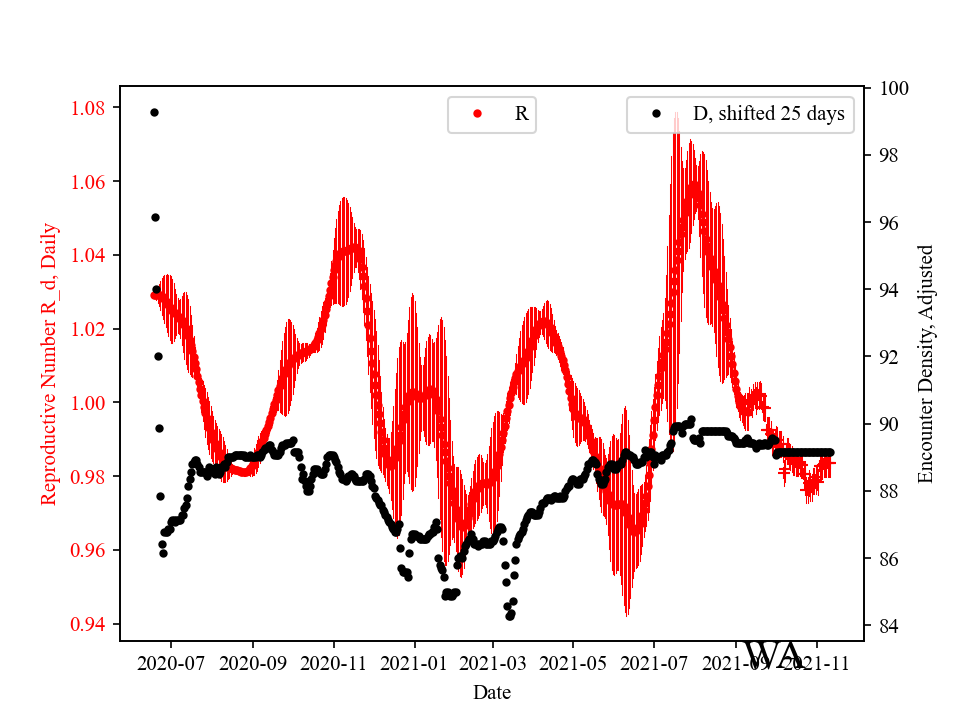 R
D, shifted 25 days
Reproductive Number R_d, Daily
1.08
1.06
1.04
1.02
1.00
0.98
0.96
0.94
100
98
96
94
92
90
88
86
84
Encounter Density, Adjusted
2020-07 2020-09 2020-11 2021-01 2021-03 2021-05 2021-07 2021-09 2021-11
WA
Date